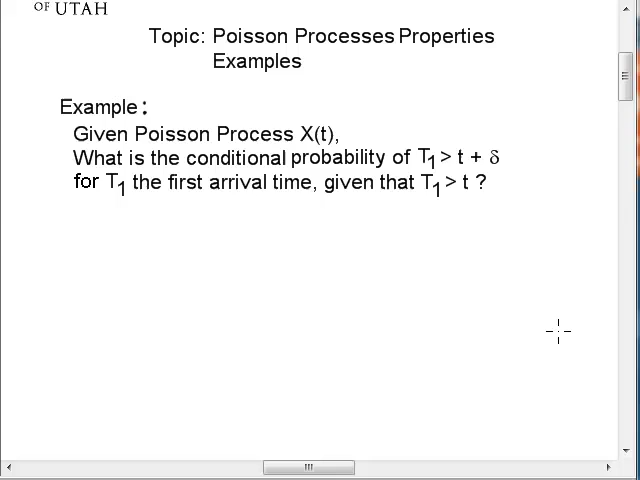 OF UTAH
Topic: Poisson Processes Properties
Examples
Example:
Given Poisson Process X(t),
What is the conditional probability of T₁ > t + δ
for T₁ the first arrival time, given that T₁ > t ?